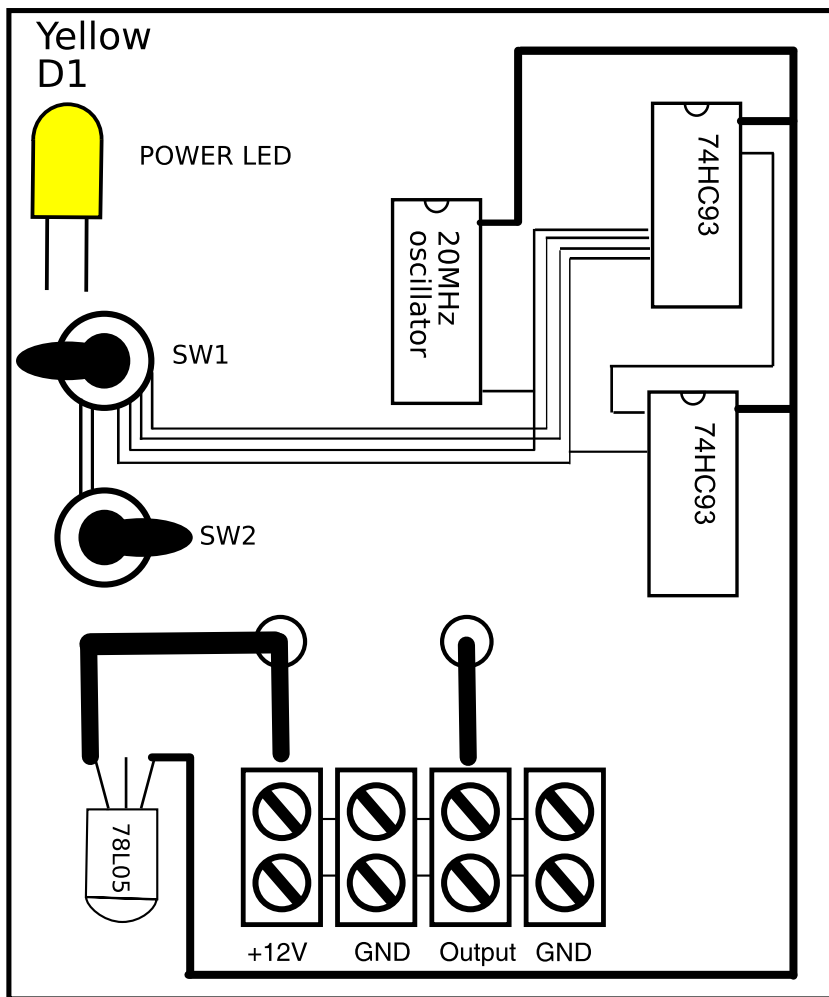 Yellow
D1
POWER LED
74HC93
20MHz
oscillator
SW1
74HC93
SW2
78L05
+12V GND Output GND